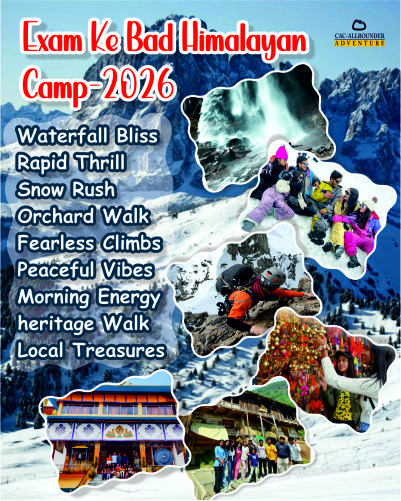 Exam Ke Bad Himalayan
Camp-2026
CAC-ALLROUNDER
ADVENTURE
Waterfall Bliss
Rapid Thrill
Snow Rush
Orchard Walk
Fearless Climbs
Peaceful Vibes
Morning Energy
heritage Walk
Local Treasures